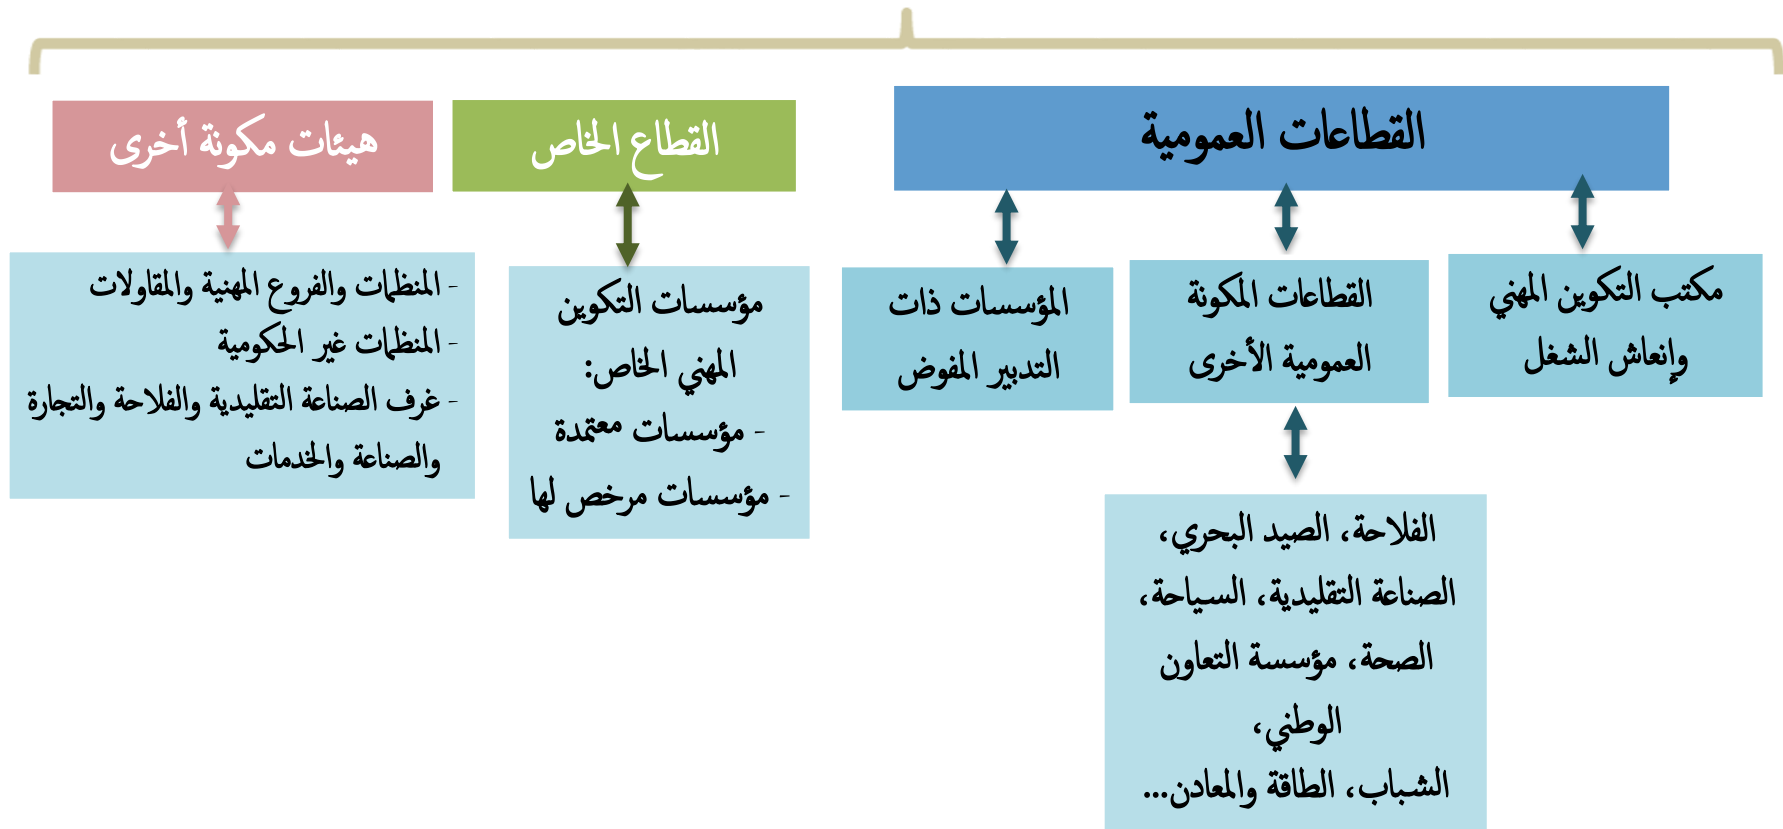 القطاعات العمومية
القطاع الخاص
هيئات مكونة أخرى
مكتب التكوين المهني
وإنعاش الشغل
القطاعات المكونة
العمومية الأخرى
المؤسسات ذات
التدبير المفوض
الفلاحة، الصيد البحري،
الصناعة التقليدية، السياحة،
الصحة، مؤسسة التعاون
الوطني،
الشباب، الطاقة والمعادن...
مؤسسات التكوين
المهني الخاص:
- مؤسسات معتمدة
- مؤسسات مرخص لها
- المنظمات والفروع المهنية والمقاولات
- المنظمات غير الحكومية
- غرف الصناعة التقليدية والفلاحة والتجارة
والصناعة والخدمات